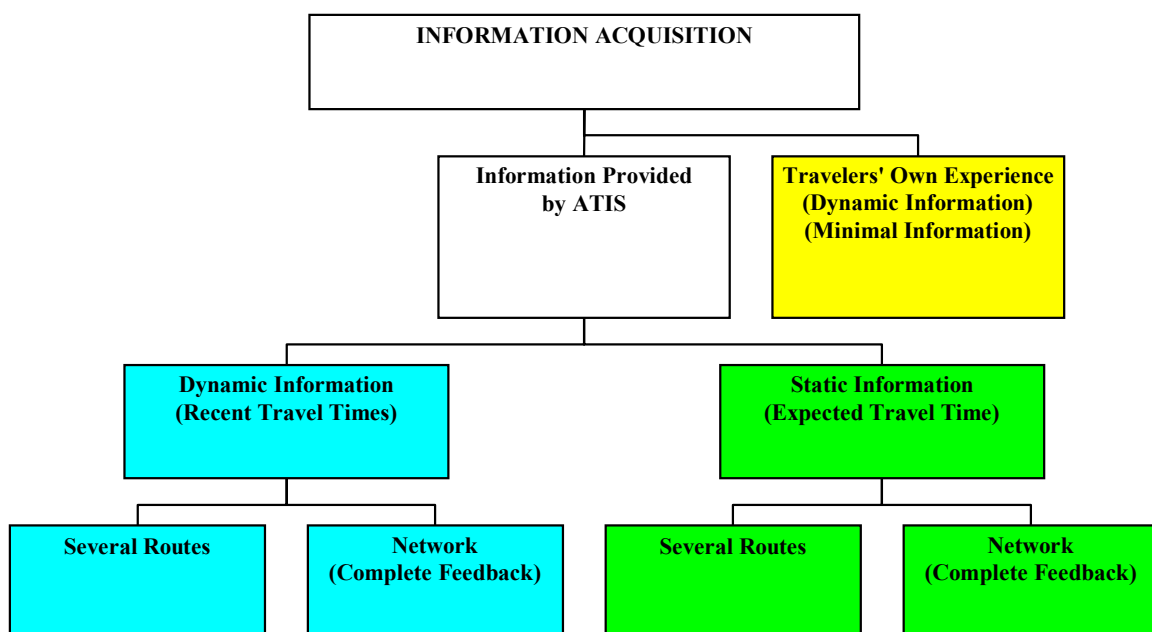 INFORMATION ACQUISITION
Information Provided
by ATIS
Travelers' Own Experience
(Dynamic Information)
(Minimal Information)
Dynamic Information
(Recent Travel Times)
Static Information
(Expected Travel Time)
Several Routes
Network
(Complete Feedback)
Several Routes
Network
(Complete Feedback)